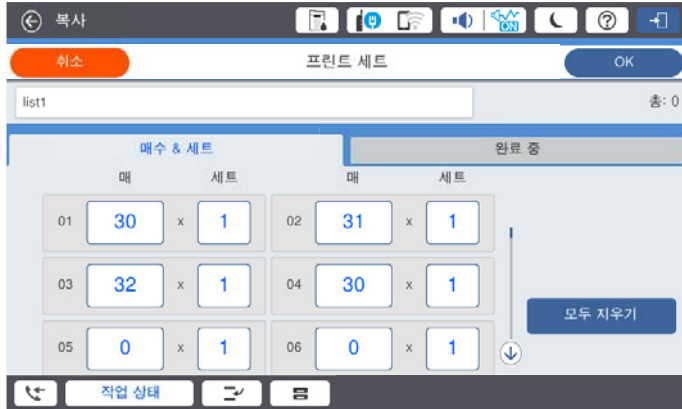 복사
ON
취소 프린트 세트 OK
list1 총: 0
매수 & 세트 완료 중
매 세트 매 세트
01 30 x 1 02 31 x 1
03 32 x 1 04 30 x 1
모두 지우기
05 0 x 1 06 0 x 1
작업 상태